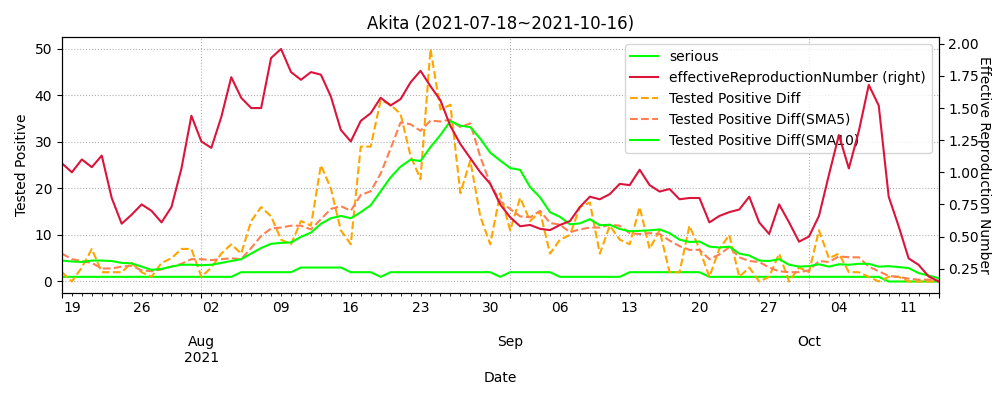 Akita (2021-07-18~2021-10-16)
50
40
30
20
10
0
Tested Positive
serious
effectiveReproductionNumber (right)
Tested Positive Diff
Tested Positive Diff(SMA5)
Tested Positive Diff(SMA10)
2.00
1.75
1.50
1.25
1.00
0.75
0.50
0.25
Effective Reproduction Number
19 26 02 09 16 23 30 06 13 20 27 04 11
Aug Sep Oct
2021
Date